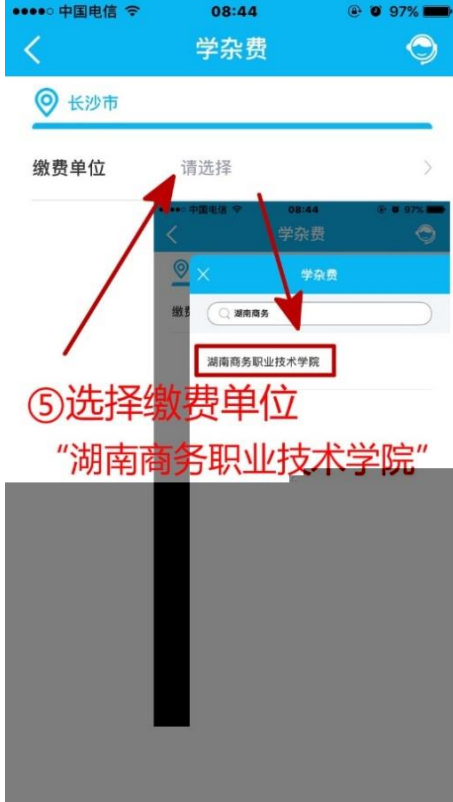 中国电信 08:44 97%
学杂费
长沙市
缴费单位 请选择
中国电信 08:44 97%
学杂费
学杂费
缴费
湖南商务
湖南商务职业技术学院
⑤选择缴费单位
“湖南商务职业技术学院”